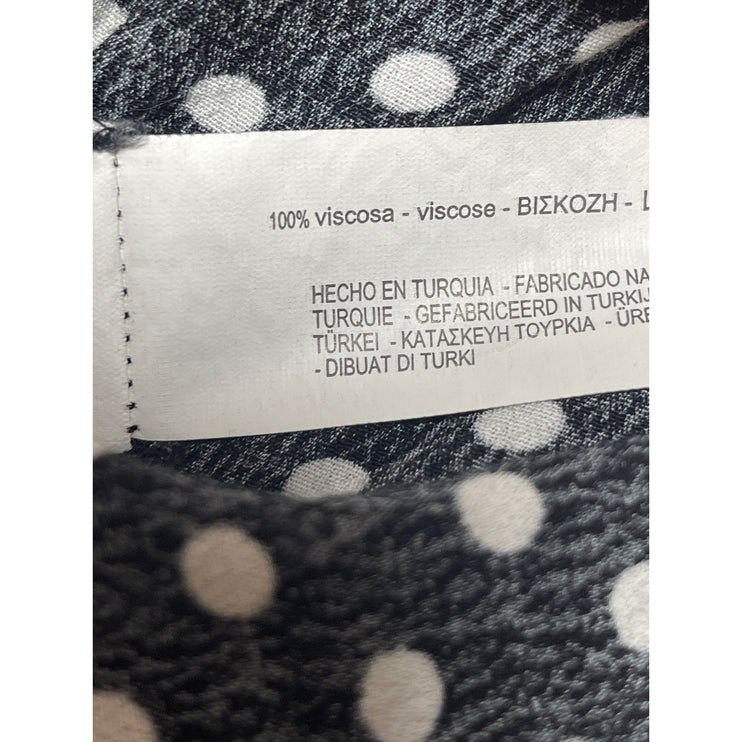 100% viscosa - viscose - ΒΙΣΚΟΖΗ -
HECHO EN TURQUIA - FABRICADO NA
TURQUIE - GEFABRICEERD IN TURKIJ
TÜRKEI - ΚΑΤΑΣΚΕΥΗ ΤΟΥΡΚΙΑ - ÜRE
- DIBUAT DI TURKI